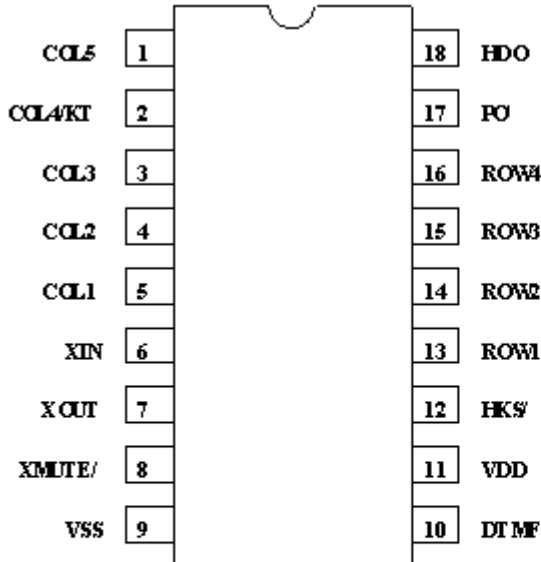 COL5 1 18 HDO
COL4/KT 2 17 PO
COL3 3 16 ROW4
COL2 4 15 ROW3
COL1 5 14 ROW2
XIN 6 13 ROW1
XOUT 7 12 HKS/
XMUTE/ 8 11 VDD
VSS 9 10 DTMF